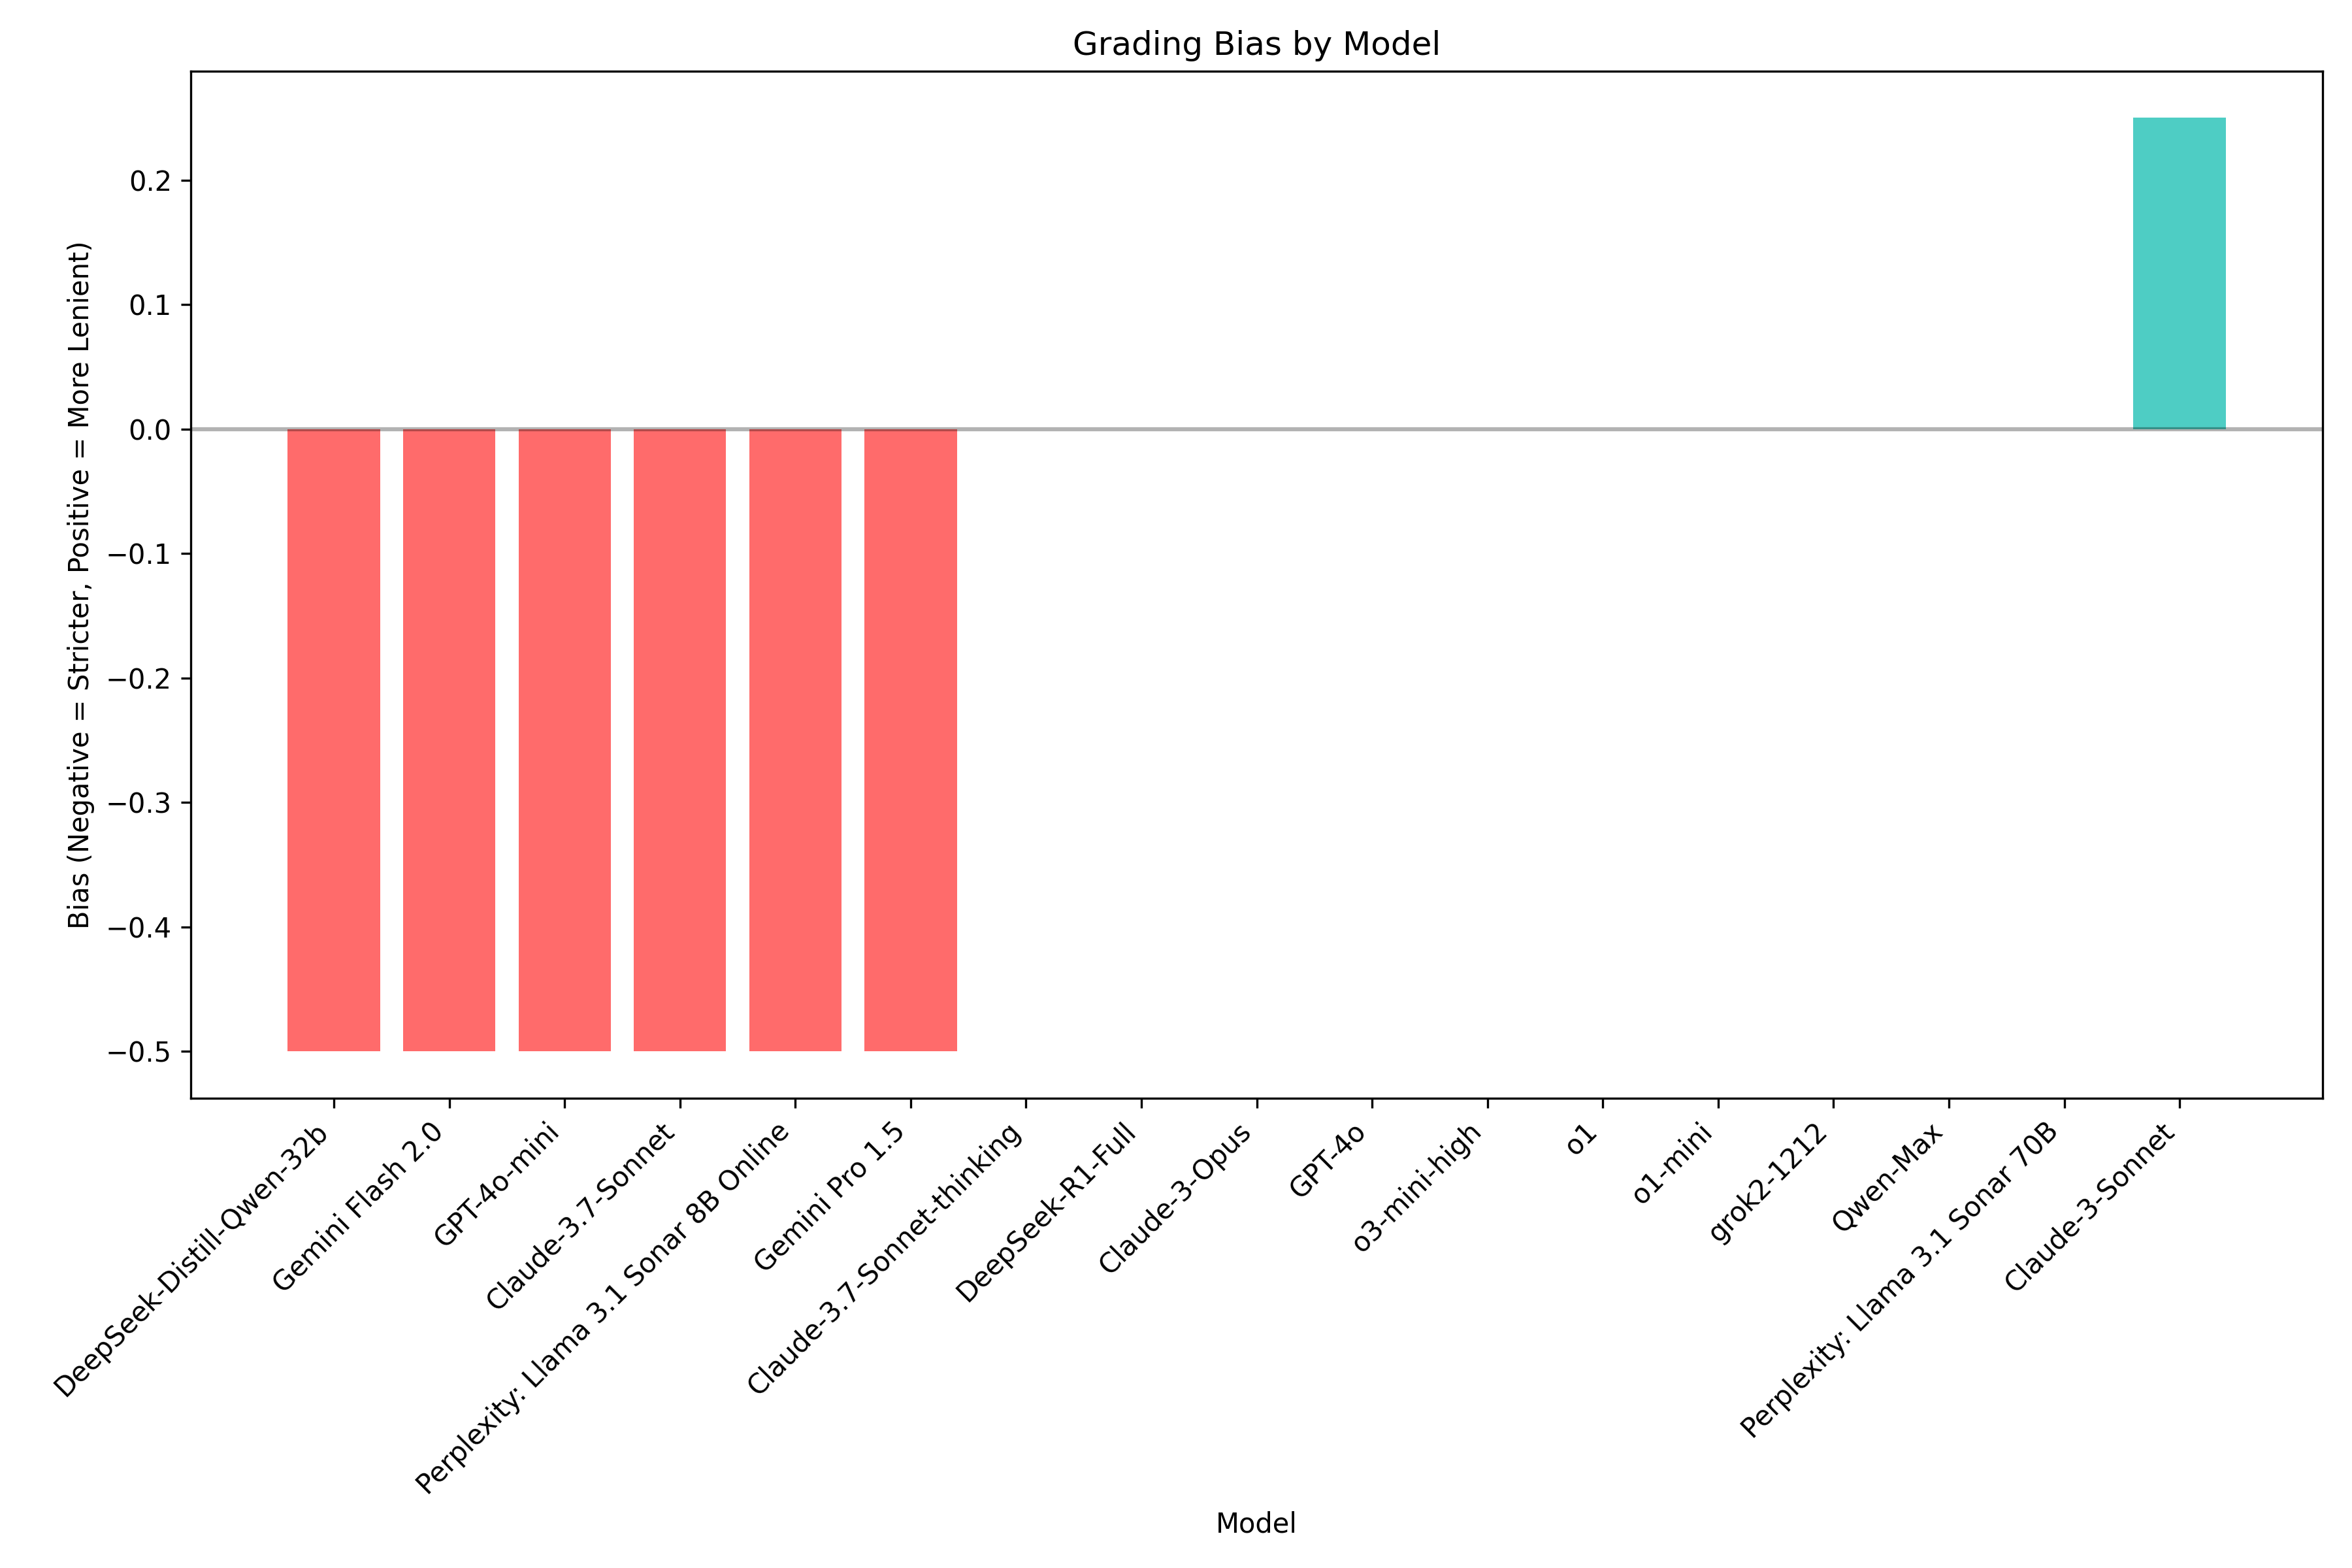 Grading Bias by Model
Bias (Negative = Stricter, Positive = More Lenient)
0.2
0.1
0.0
−0.1
−0.2
−0.3
−0.4
−0.5
DeepSeek-Distill-Qwen-32b
Gemini Flash 2.0
GPT-4o-mini
Claude-3.7-Sonnet
Perplexity: Llama 3.1 Sonar 8B Online
Gemini Pro 1.5
Claude-3.7-Sonnet-thinking
DeepSeek-R1-Full
Claude-3-Opus
GPT-4o
o3-mini-high
o1
o1-mini
grok2-1212
Qwen-Max
Perplexity: Llama 3.1 Sonar 70B
Claude-3-Sonnet
Model